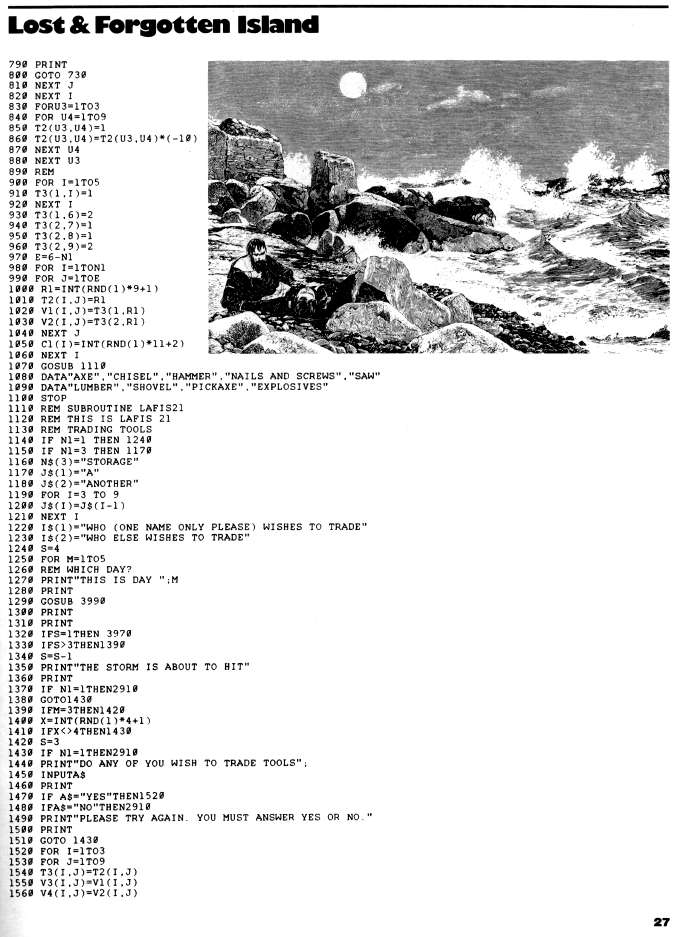 Lost & Forgotten Island
790 PRINT
800 GOTO 730
810 NEXT J
820 NEXT I
830 FORU3=1TO3
840 FOR U4=1TO9
850 T2(U3,U4)=1
860 T2(U3,U4)=T2(U3,U4)*(-10)
870 NEXT U4
880 NEXT U3
890 REM
900 FOR I=1TO5
910 T3(1,I)=1
920 NEXT I
930 T3(1,6)=2
940 T3(2,7)=1
950 T3(2,8)=1
960 T3(2,9)=2
970 E=6-N1
980 FOR I=1TON1
990 FOR J=1TOE
1000 R1=INT(RND(1)*9+1)
1010 T2(I,J)=R1
1020 V1(I,J)=T3(1,R1)
1030 V2(I,J)=T3(2,R1)
1040 NEXT J
1050 C1(I)=INT(RND(1)*11+2)
1060 NEXT I
1070 GOSUB 1110
1080 DATA"AXE","CHISEL","HAMMER","NAILS AND SCREWS","SAW"
1090 DATA"LUMBER","SHOVEL","PICKAXE","EXPLOSIVES"
1100 STOP
1110 REM SUBROUTINE LAFIS21
1120 REM THIS IS LAFIS 21
1130 REM TRADING TOOLS
1140 IF N1=1 THEN 1240
1150 IF N1=3 THEN 1170
1160 N$(3)="STORAGE"
1170 J$(1)="A"
1180 J$(2)="ANOTHER"
1190 FOR I=3 TO 9
1200 J$(I)=J$(I-1)
1210 NEXT I
1220 I$(1)="WHO (ONE NAME ONLY PLEASE) WISHES TO TRADE"
1230 I$(2)="WHO ELSE WISHES TO TRADE"
1240 S=4
1250 FOR M=1TO5
1260 REM WHICH DAY?
1270 PRINT"THIS IS DAY ";M
1280 PRINT
1290 GOSUB 3990
1300 PRINT
1310 PRINT
1320 IFS=1THEN 3970
1330 IFS>3THEN1390
1340 S=S-1
1350 PRINT"THE STORM IS ABOUT TO HIT"
1360 PRINT
1370 IF N1=1THEN2910
1380 GOTO1430
1390 IFM=3THEN1420
1400 X=INT(RND(1)*4+1)
1410 IFX<>4THEN1430
1420 S=3
1430 IF N1=1THEN2910
1440 PRINT"DO ANY OF YOU WISH TO TRADE TOOLS";
1450 INPUTA$
1460 PRINT
1470 IF A$="YES"THEN1520
1480 IFA$="NO"THEN2910
1490 PRINT"PLEASE TRY AGAIN. YOU MUST ANSWER YES OR NO."
1500 PRINT
1510 GOTO 1430
1520 FOR I=1TO3
1530 FOR J=1TO9
1540 T3(I,J)=T2(I,J)
1550 V3(I,J)=V1(I,J)
1560 V4(I,J)=V2(I,J)
27